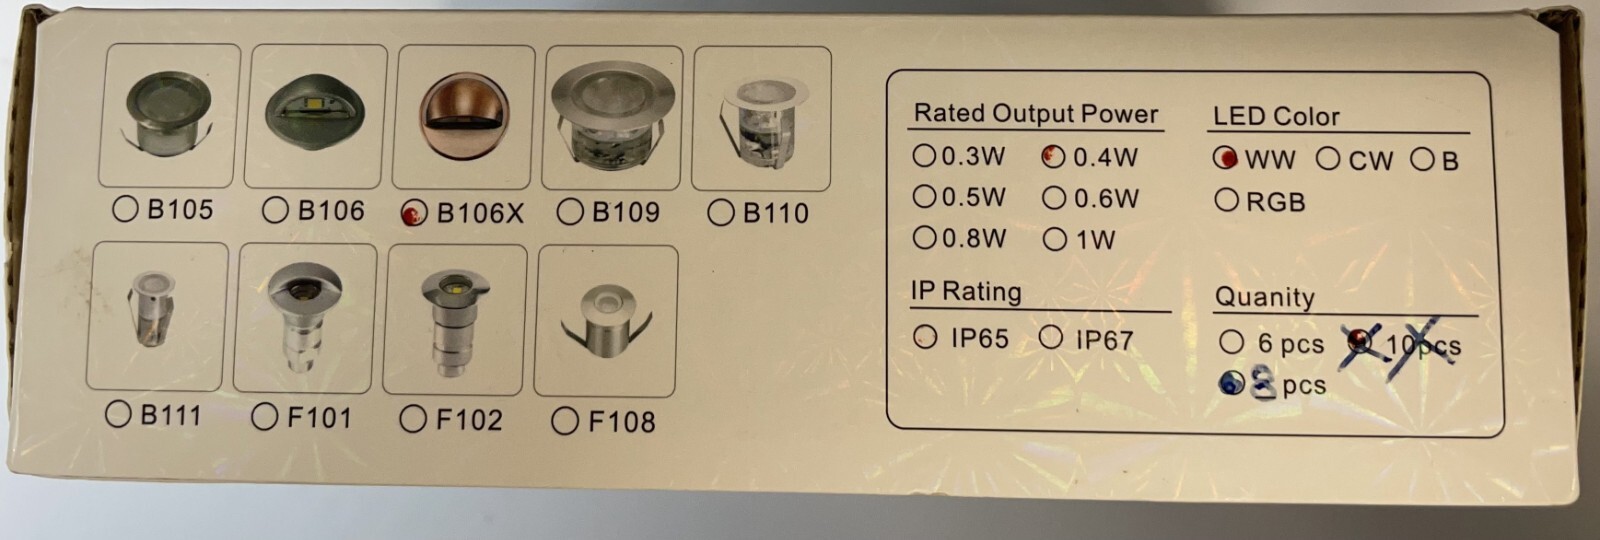 B105 B106 B106X B109 B110
B111 F101 F102 F108
Rated Output Power
0.3W 0.4W
0.5W 0.6W
0.8W 1W
IP Rating
IP65 IP67
LED Color
WW CW B
RGB
Quanity
6 pcs 10pcs
8 pcs